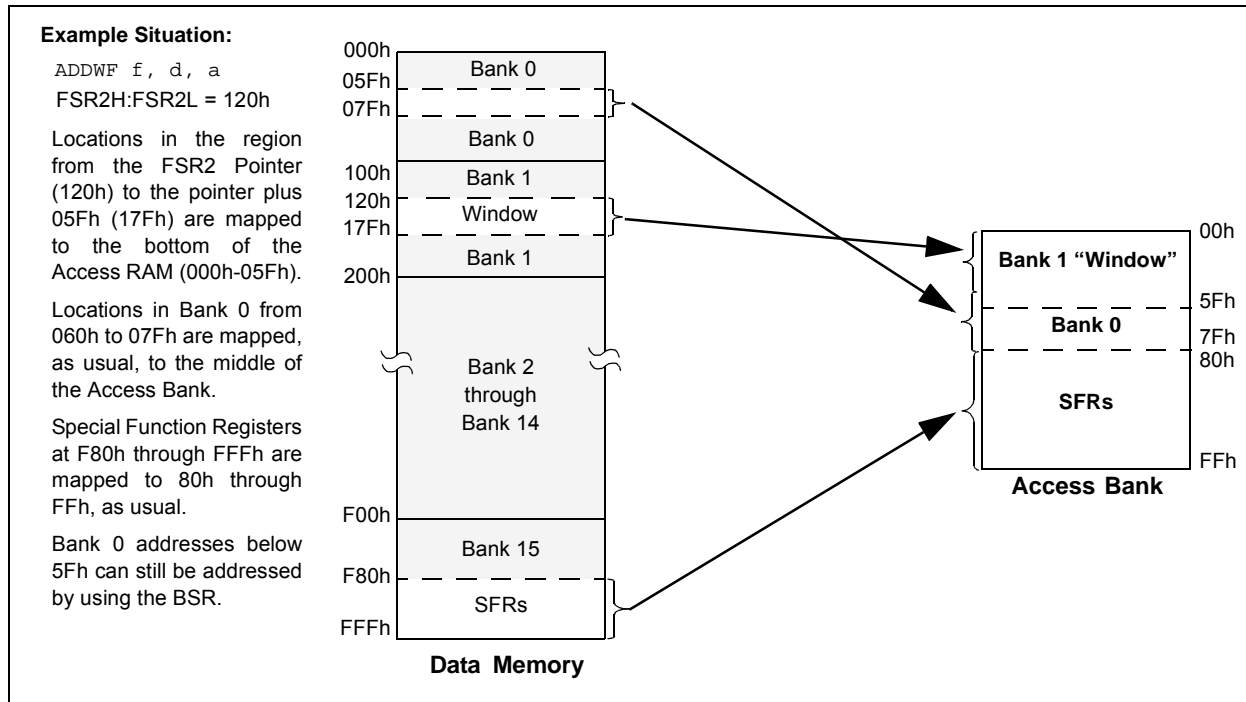 Example Situation:
ADDWF f, d, a
FSR2H:FSR2L = 120h
Locations in the region
from the FSR2 Pointer
(120h) to the pointer plus
05Fh (17Fh) are mapped
to the bottom of the
Access RAM (000h-05Fh).
Locations in Bank 0 from
060h to 07Fh are mapped,
as usual, to the middle of
the Access Bank.
Special Function Registers
at F80h through FFFh are
mapped to 80h through
FFh, as usual.
Bank 0 addresses below
5Fh can still be addressed
by using the BSR.
000h
Bank 0
05Fh
07Fh
Bank 0
100h
Bank 1
120h
Window
17Fh
Bank 1
200h
Bank 2
through
Bank 14
F00h
Bank 15
F80h
SFRs
FFFh
Data Memory
00h
Bank 1 “Window”
5Fh
Bank 0
7Fh
80h
SFRs
FFh
Access Bank